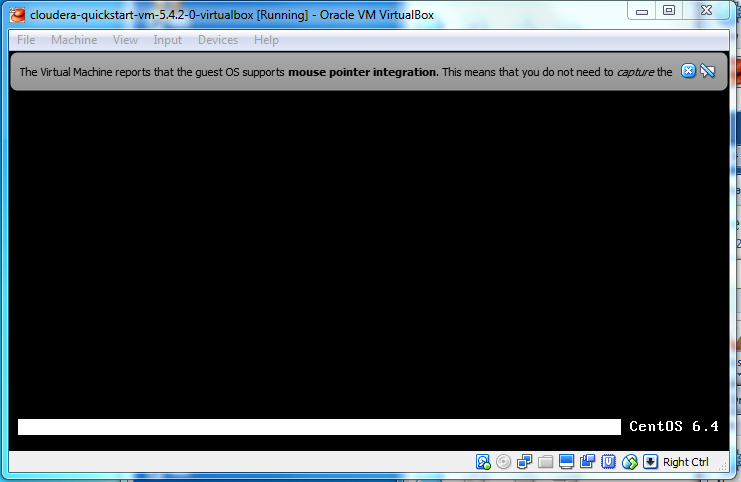 cloudera-quickstart-vm-5.4.2-0-virtualbox [Running] - Oracle VM VirtualBox
File Machine View Input Devices Help
The Virtual Machine reports that the guest OS supports mouse pointer integration. This means that you do not need to capture the
CentOS 6.4
Right Ctrl